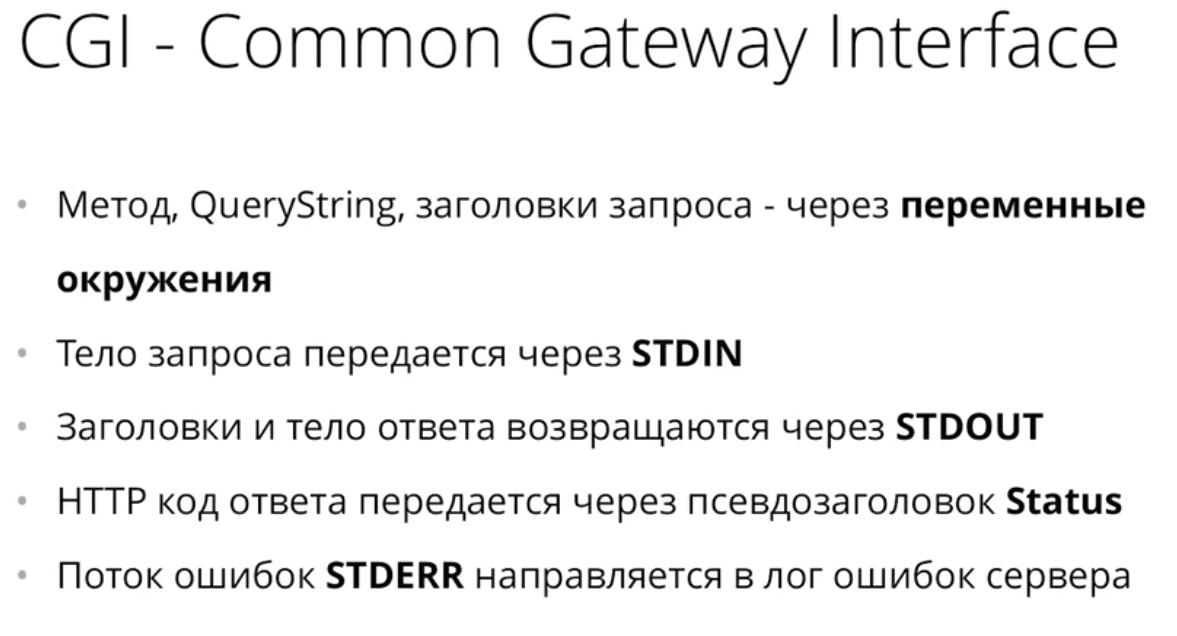 CGI - Common Gateway Interface
• Метод, QueryString, заголовки запроса - через переменные
окружения
• Тело запроса передается через STDIN
• Заголовки и тело ответа возвращаются через STDOUT
• HTTP код ответа передается через псевдозаголовок Status
• Поток ошибок STDERR направляется в лог ошибок сервера